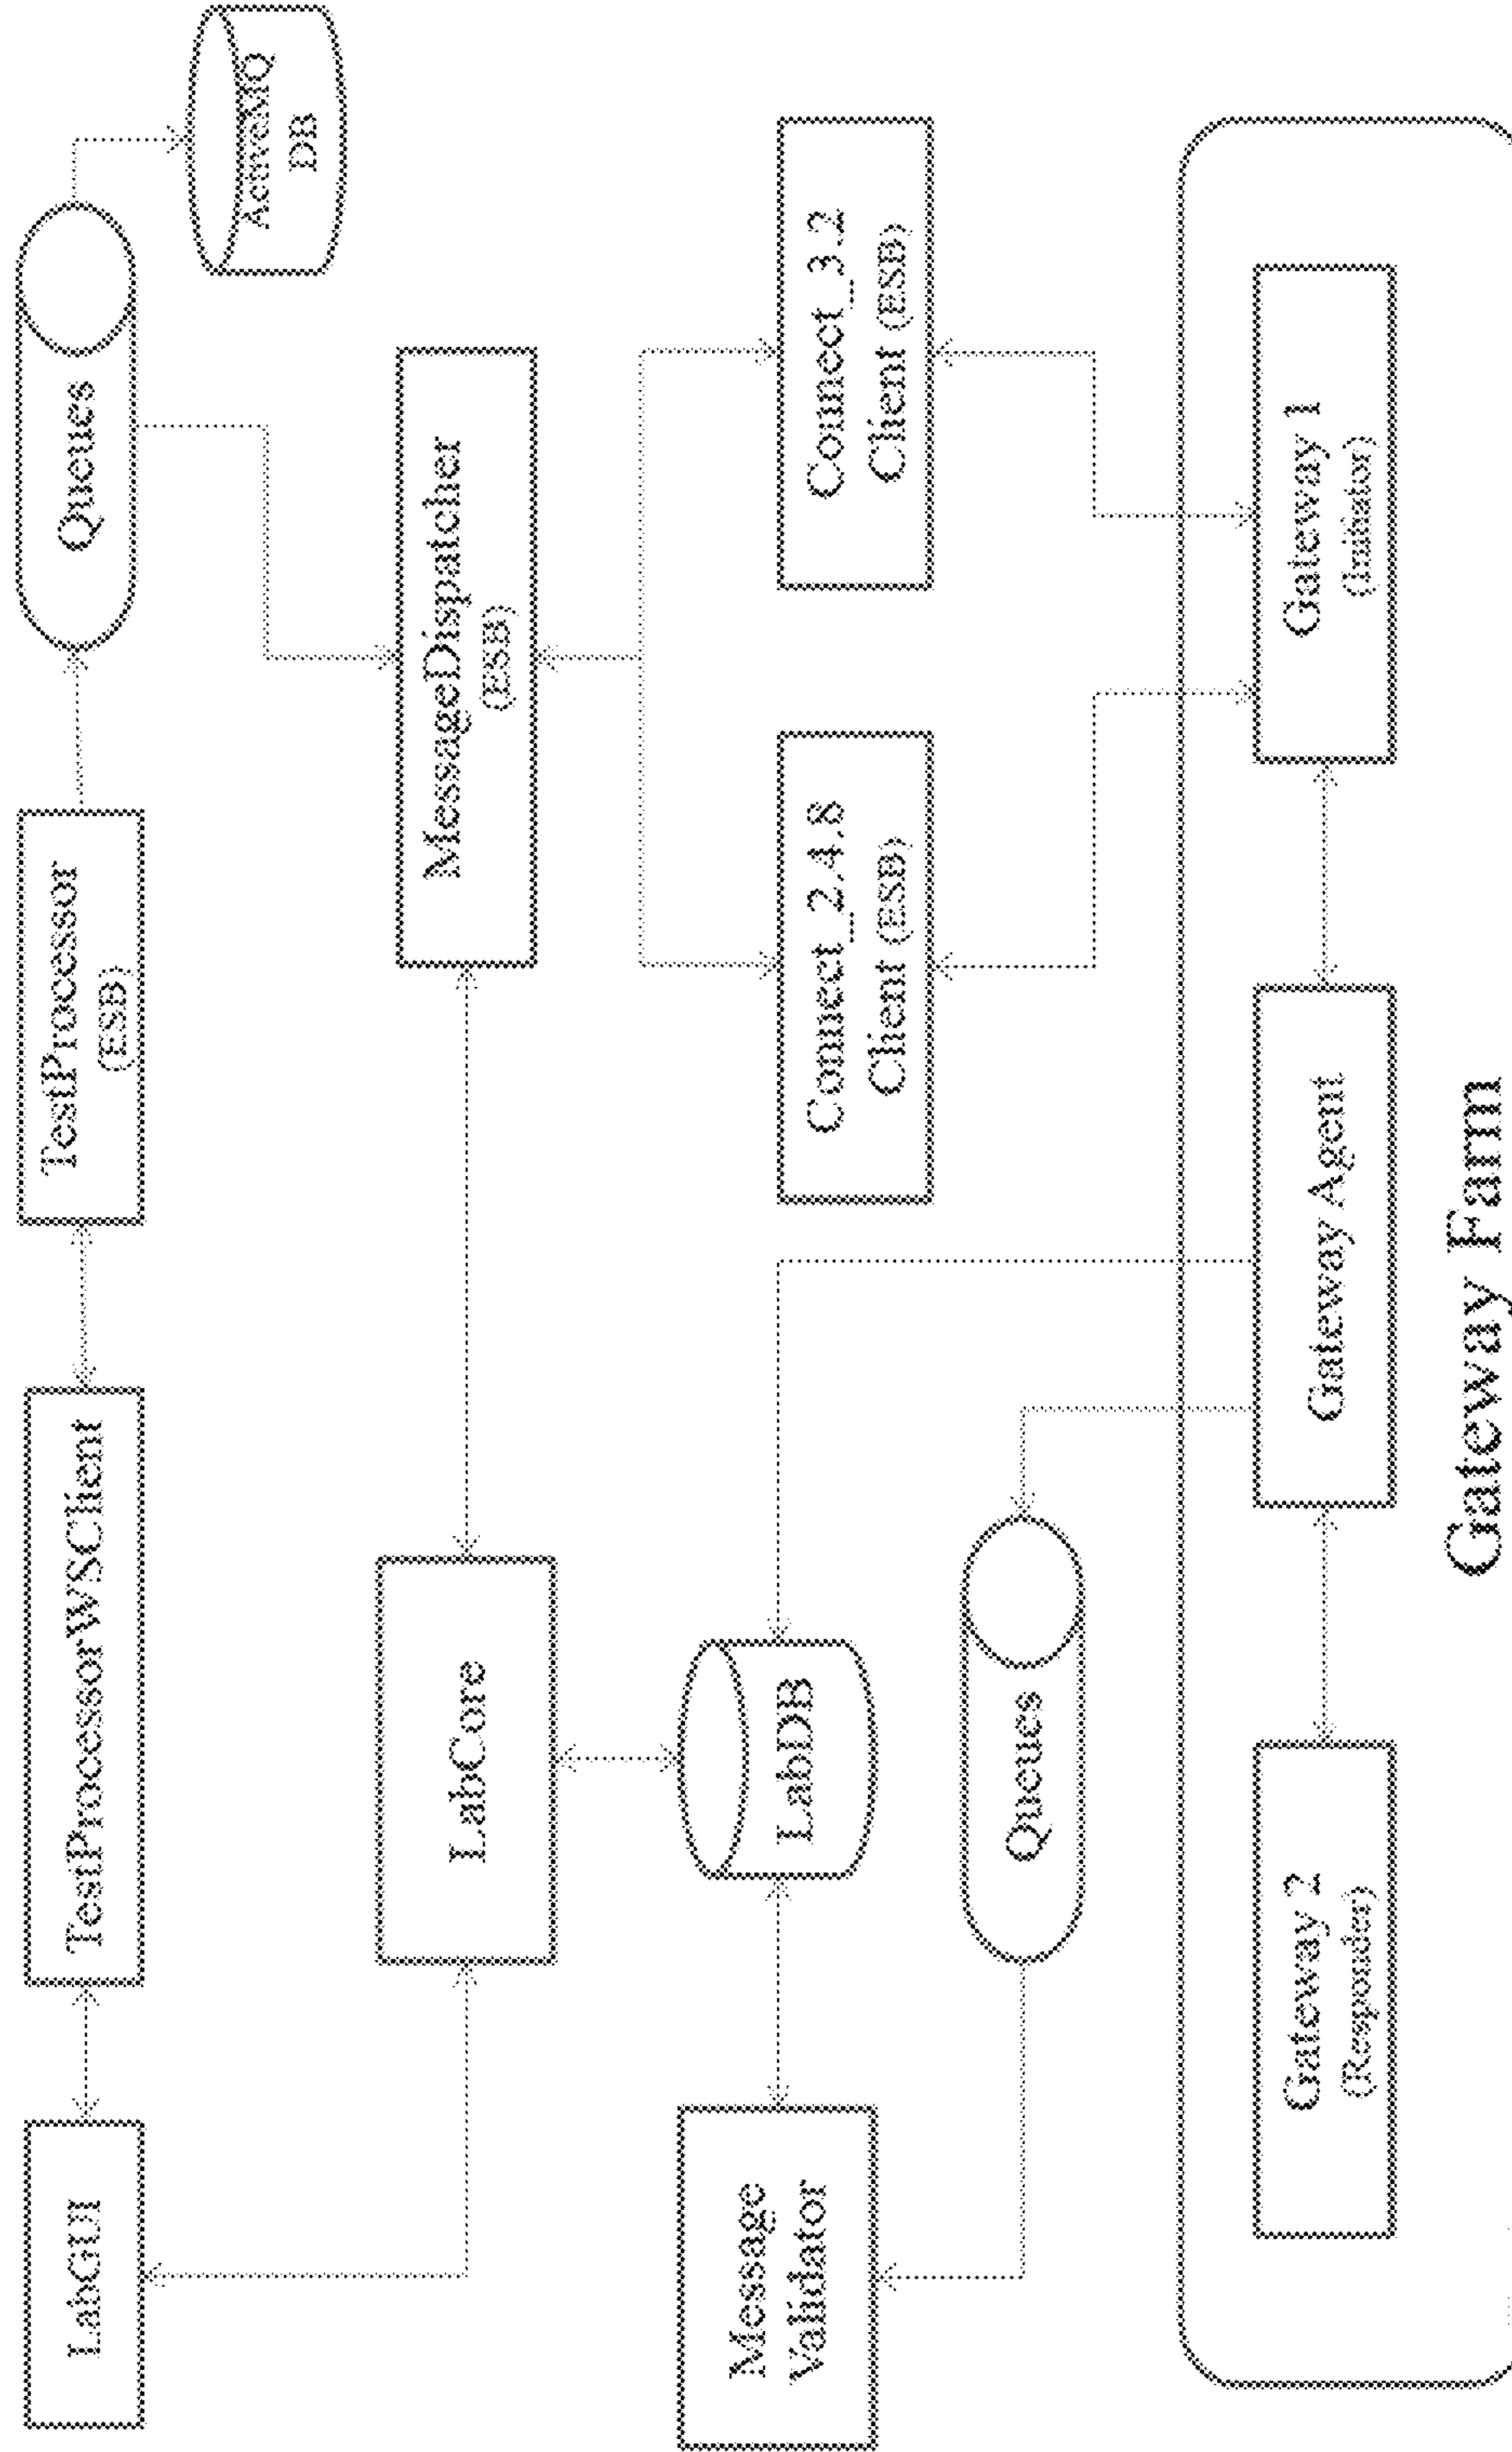 LabGUI
TestProcessorWSClient
TestProcessor
(ESB)
Queues
ActiveMQ
DB
LabCore
MessageDispatcher
(ESB)
Message
Validator
LabDB
Connect_2.4.8
Client (ESB)
Connect_3.2
Client (ESB)
Queues
Gateway 2
(Responder)
Gateway Agent
Gateway 1
(Initiator)
Gateway Farm